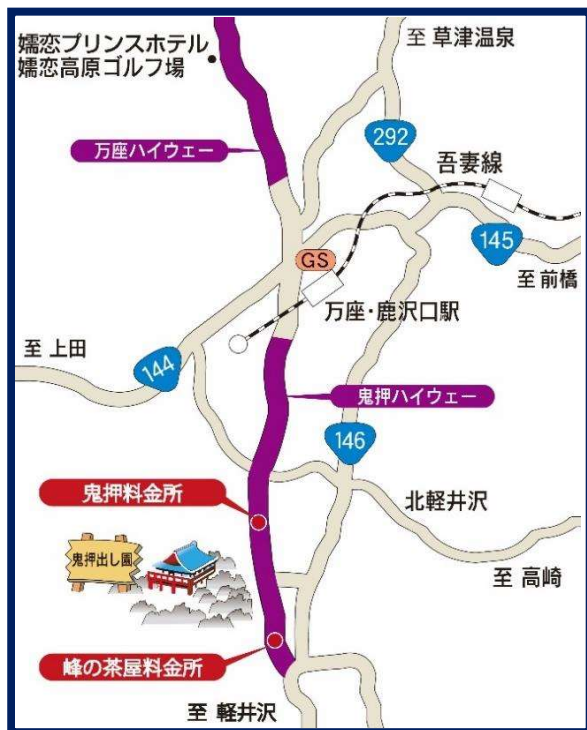 嬬恋プリンスホテル
嬬恋高原ゴルフ場
至 草津温泉
292
万座ハイウェー
吾妻線
145
GS
至 前橋
万座・鹿沢口駅
至 上田
144
鬼押ハイウェー
146
鬼押料金所
北軽井沢
鬼押出し園
至 高崎
峰の茶屋料金所
至 軽井沢